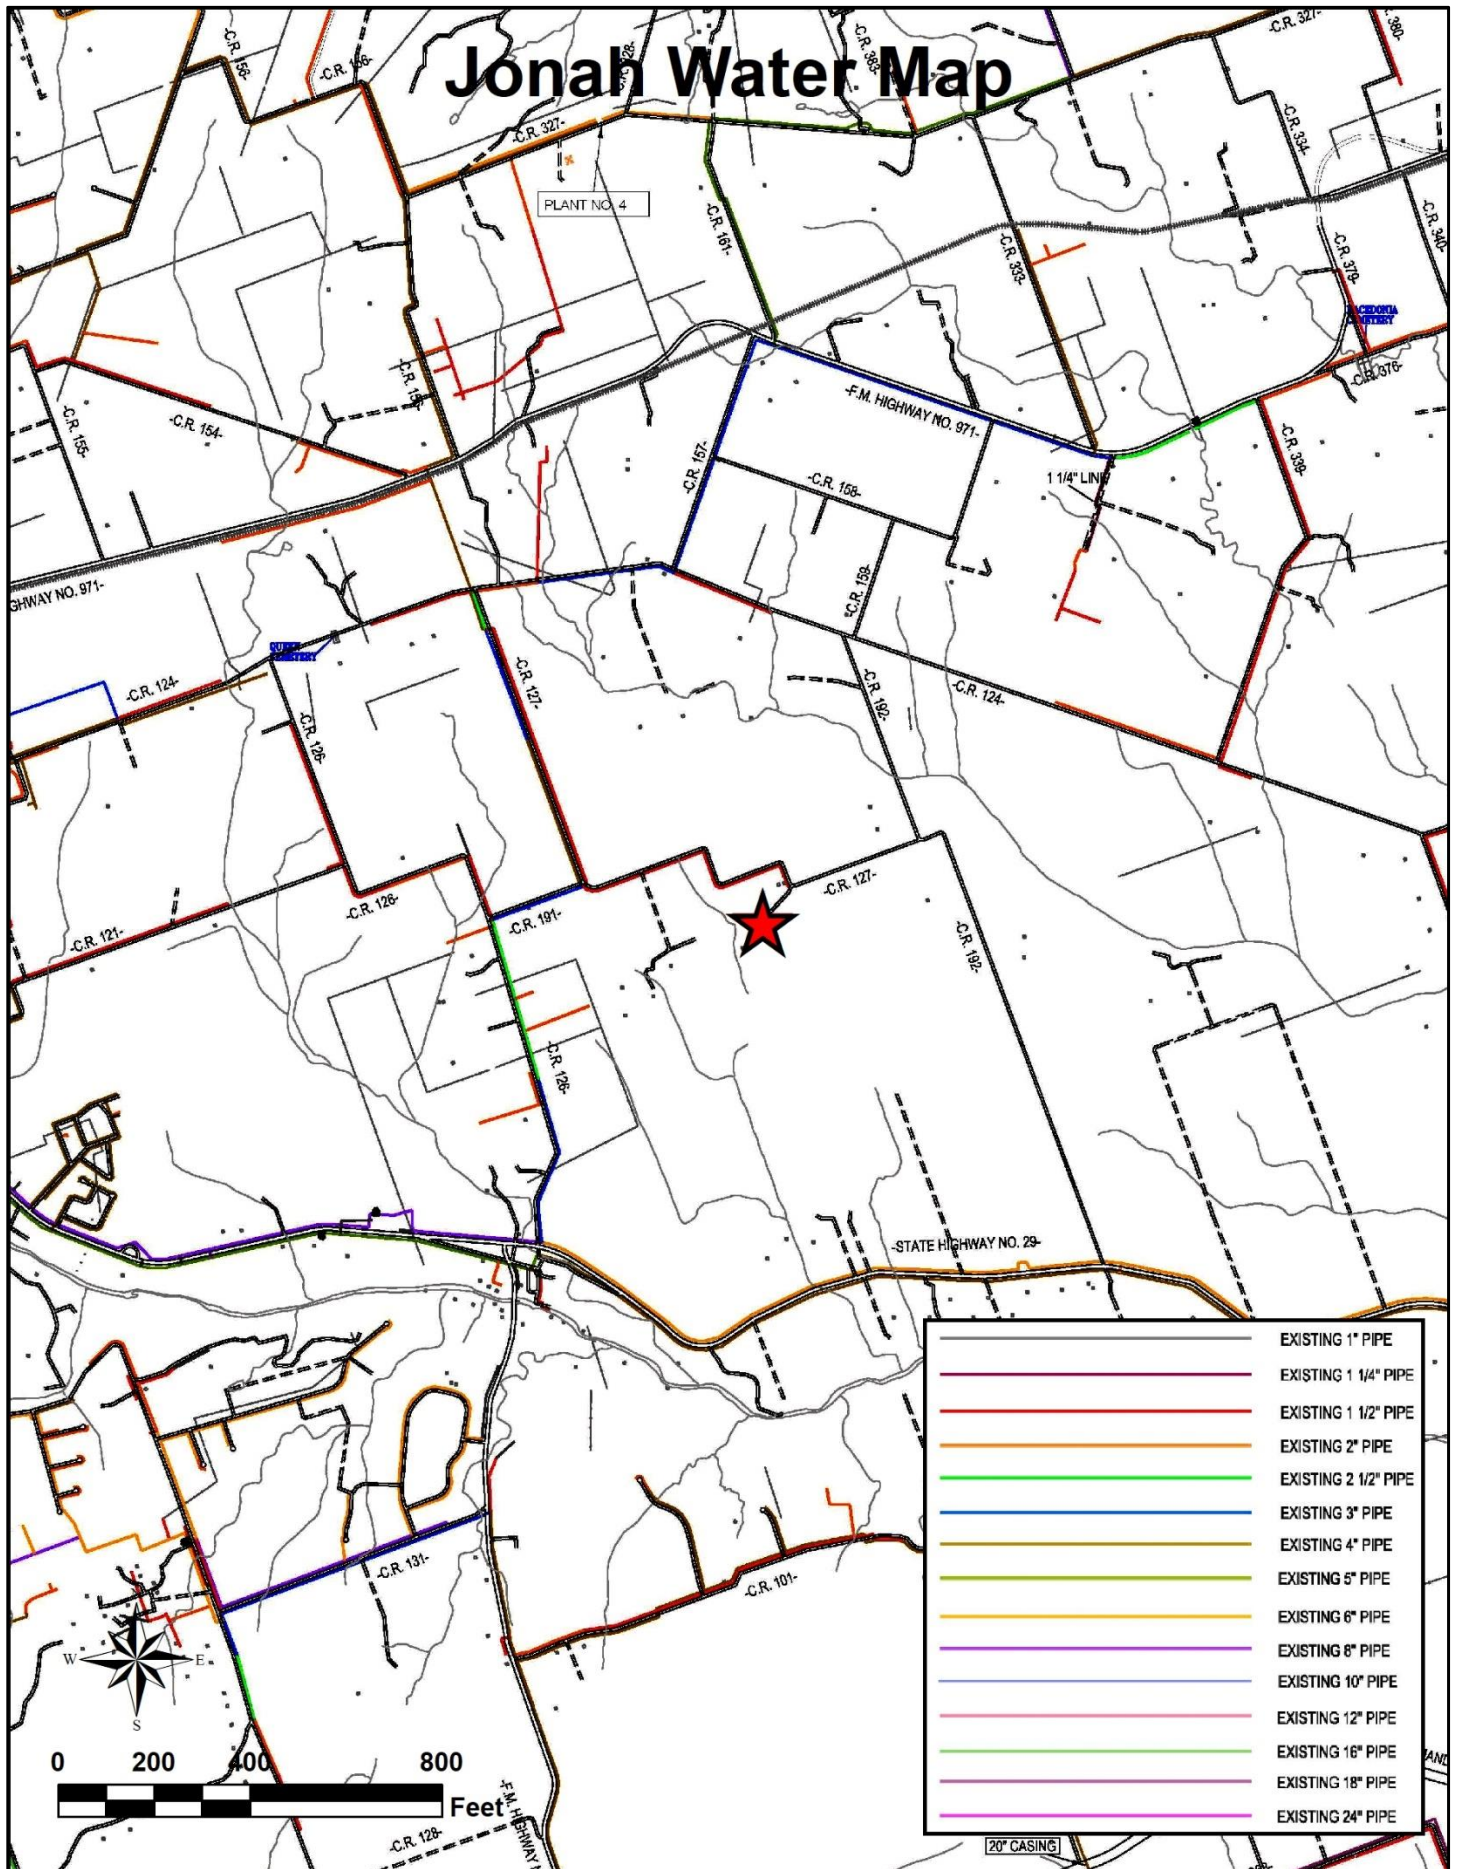 Jonah Water Map
-C.R. 156-
-C.R. 156-
-C.R. 383-
-C.R. 327-
-C.R. 327-
PLANT NO. 4
-C.R. 334-
-C.R. 161-
-C.R. 333-
-C.R. 340-
-C.R. 379-
-C.R. 376-
-C.R. 155-
-C.R. 154-
-F.M. HIGHWAY NO. 971-
-C.R. 157-
-C.R. 158-
1 1/4" LINE
-C.R. 339-
-C.R. 159-
GHWAY NO. 971-
QUEEN
CEMETERY
-C.R. 124-
-C.R. 127-
-C.R. 192-
-C.R. 124-
-C.R. 126-
-C.R. 127-
-C.R. 126-
-C.R. 191-
-C.R. 121-
-C.R. 192-
-C.R. 126-
-STATE HIGHWAY NO. 29-
-C.R. 131-
-C.R. 101-
EXISTING 1" PIPE
EXISTING 1 1/4" PIPE
EXISTING 1 1/2" PIPE
EXISTING 2" PIPE
EXISTING 2 1/2" PIPE
EXISTING 3" PIPE
EXISTING 4" PIPE
EXISTING 5" PIPE
EXISTING 6" PIPE
EXISTING 8" PIPE
EXISTING 10" PIPE
EXISTING 12" PIPE
EXISTING 16" PIPE
EXISTING 18" PIPE
EXISTING 24" PIPE
W E
S
0 200 400 800
Feet
-C.R. 128-
-F.M. HIGHWAY
20" CASING